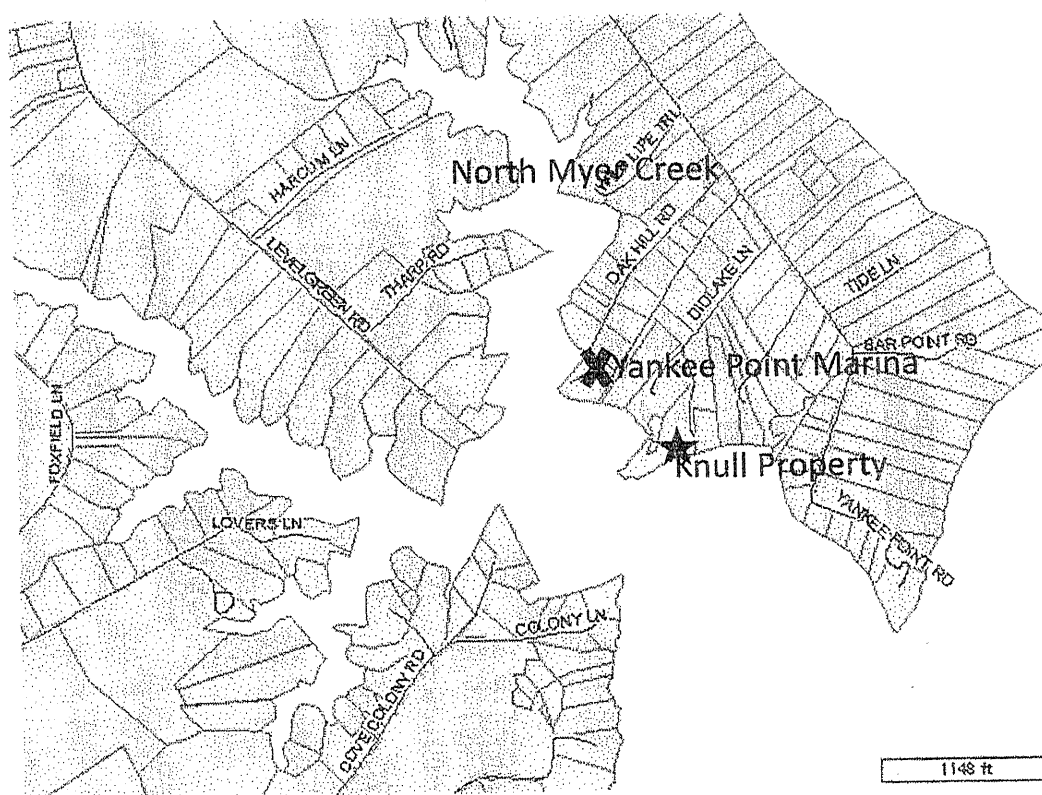 HARCUM LN
North Myer Creek
LEVELGREEN RD
THARP RD
OAK HILL RD
DIDLAKE LN
TIDE LN
BAR POINT RD
Yankee Point Marina
FOXFIELD LN
Knull Property
YANKEE POINT RD
LOVERS LN
COLONY LN
COVE COLONY RD
1148 ft